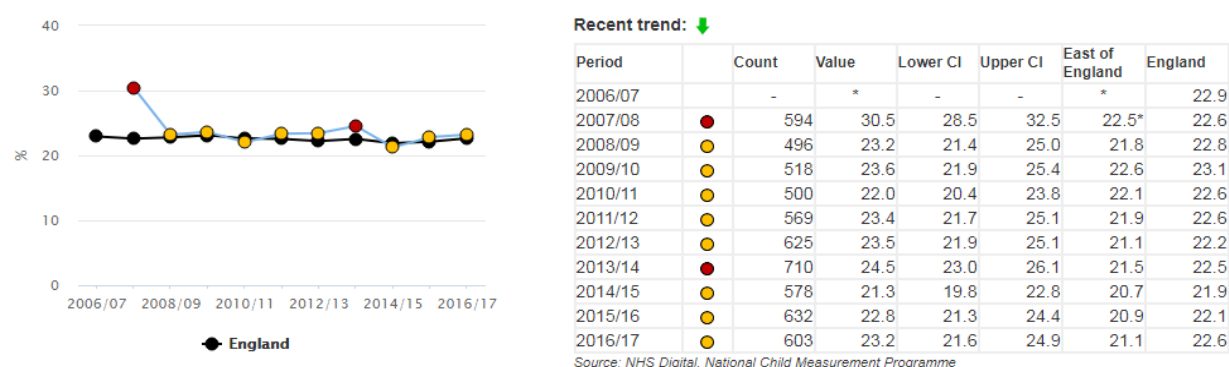 40
30
20
10
0
%
2006/07 2008/09 2010/11 2012/13 2014/15 2016/17
England
Recent trend:
Period Count Value Lower CI Upper CI East of England England
2006/07 - * - - * 22.9
2007/08 594 30.5 28.5 32.5 22.5* 22.6
2008/09 496 23.2 21.4 25.0 21.8 22.8
2009/10 518 23.6 21.9 25.4 22.6 23.1
2010/11 500 22.0 20.4 23.8 22.1 22.6
2011/12 569 23.4 21.7 25.1 21.9 22.6
2012/13 625 23.5 21.9 25.1 21.1 22.2
2013/14 710 24.5 23.0 26.1 21.5 22.5
2014/15 578 21.3 19.8 22.8 20.7 21.9
2015/16 632 22.8 21.3 24.4 20.9 22.1
2016/17 603 23.2 21.6 24.9 21.1 22.6
Source: NHS Digital, National Child Measurement Programme